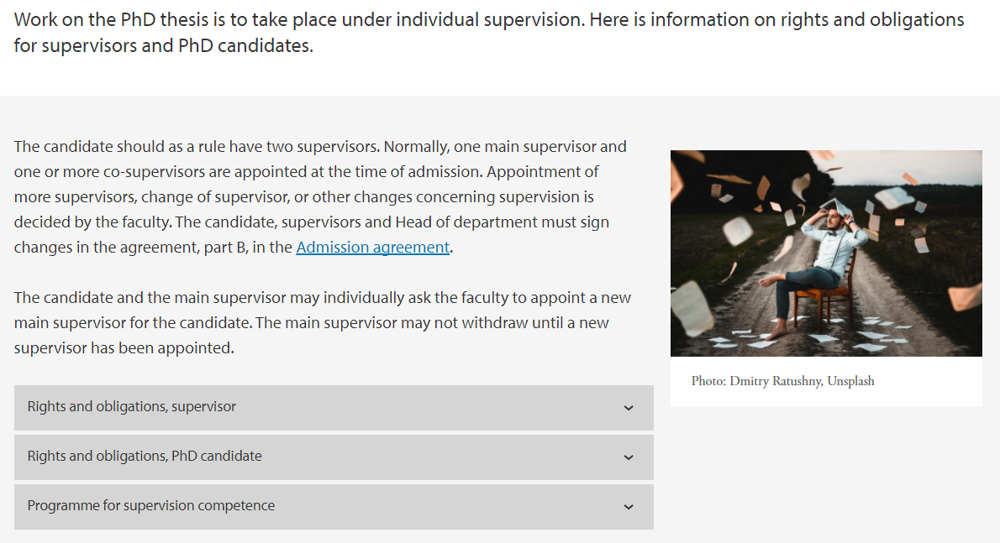 Work on the PhD thesis is to take place under individual supervision. Here is information on rights and obligations
for supervisors and PhD candidates.
The candidate should as a rule have two supervisors. Normally, one main supervisor and
one or more co-supervisors are appointed at the time of admission. Appointment of
more supervisors, change of supervisor, or other changes concerning supervision is
decided by the faculty. The candidate, supervisors and Head of department must sign
changes in the agreement, part B, in the Admission agreement.
The candidate and the main supervisor may individually ask the faculty to appoint a new
main supervisor for the candidate. The main supervisor may not withdraw until a new
supervisor has been appointed.
Rights and obligations, supervisor
Rights and obligations, PhD candidate
Programme for supervision competence
Photo: Dmitry Ratushny, Unsplash